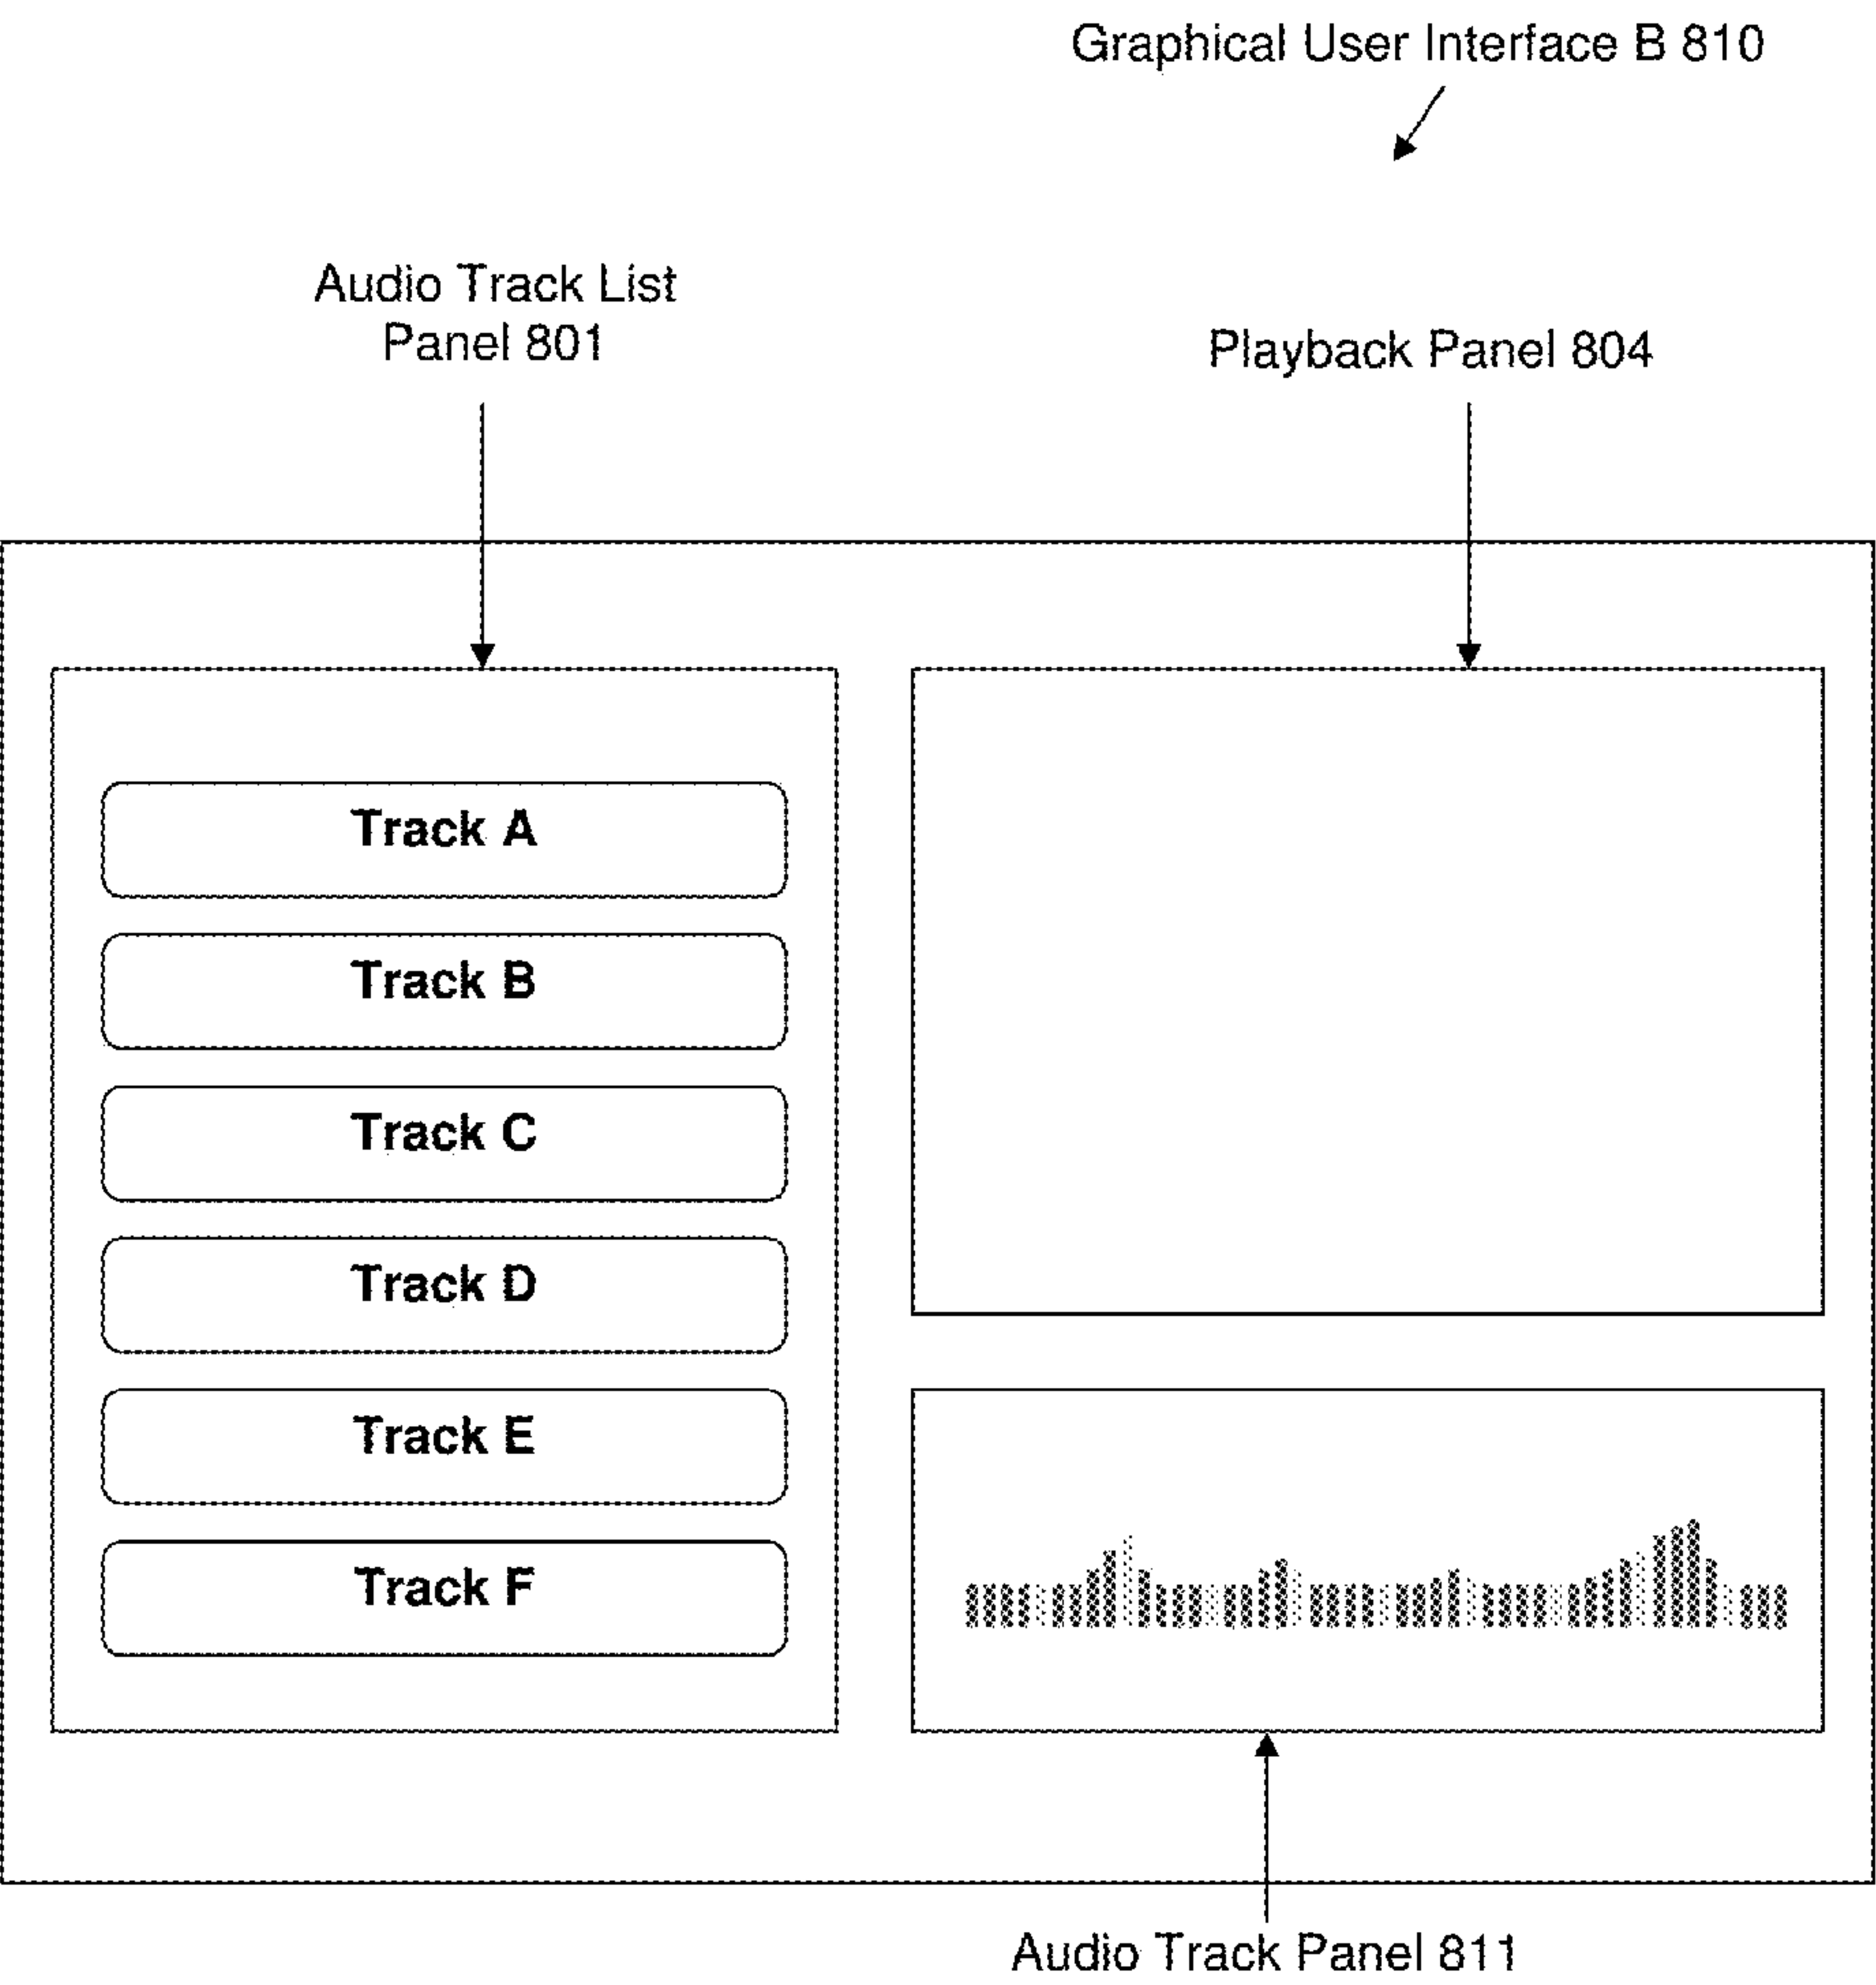 Graphical User Interface B 810
Audio Track List
Panel 801
Playback Panel 804
Track A
Track B
Track C
Track D
Track E
Track F
Audio Track Panel 811